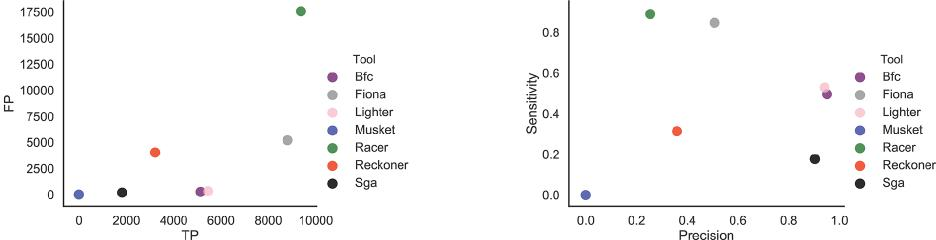 17500
15000
12500
10000
7500
5000
2500
0
FP
0 2000 4000 6000 8000 10000
TP
Tool
Bfc
Fiona
Lighter
Musket
Racer
Reckoner
Sga
0.8
0.6
0.4
0.2
0.0
Sensitivity
0.0 0.2 0.4 0.6 0.8 1.0
Precision
Tool
Bfc
Fiona
Lighter
Musket
Racer
Reckoner
Sga